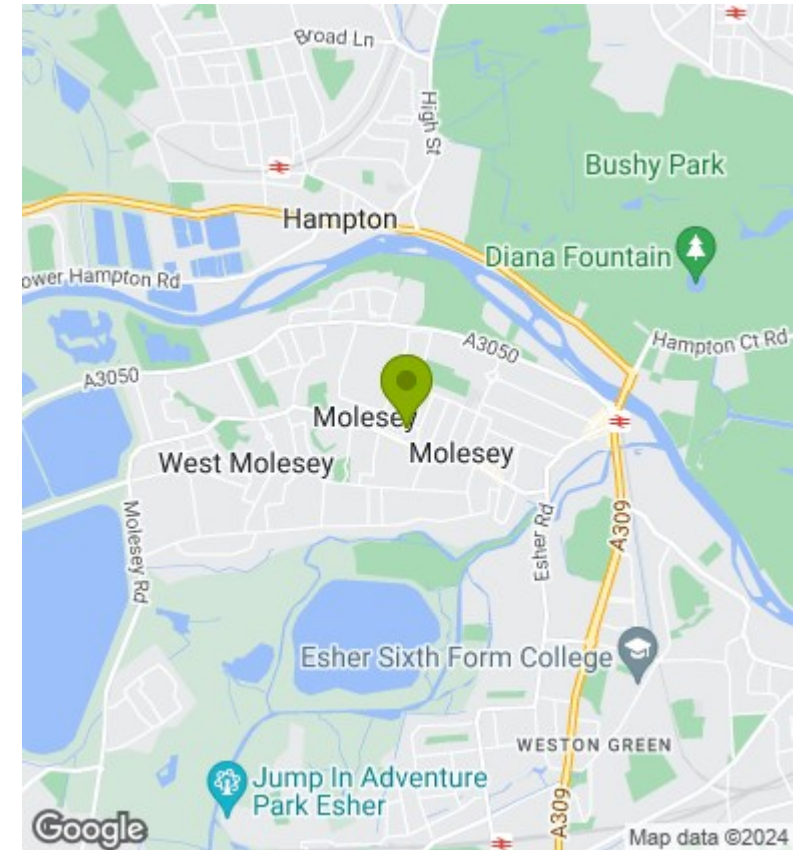 Broad Ln
High St
Bushy Park
Hampton
Diana Fountain
ower Hampton Rd
A3050
Hampton Ct Rd
A3050
Molesey
Molesey
West Molesey
Molesey Rd
Esher Rd
A309
Esher Sixth Form College
WESTON GREEN
Jump In Adventure
Park Esher
A309
Google
Map data ©2024